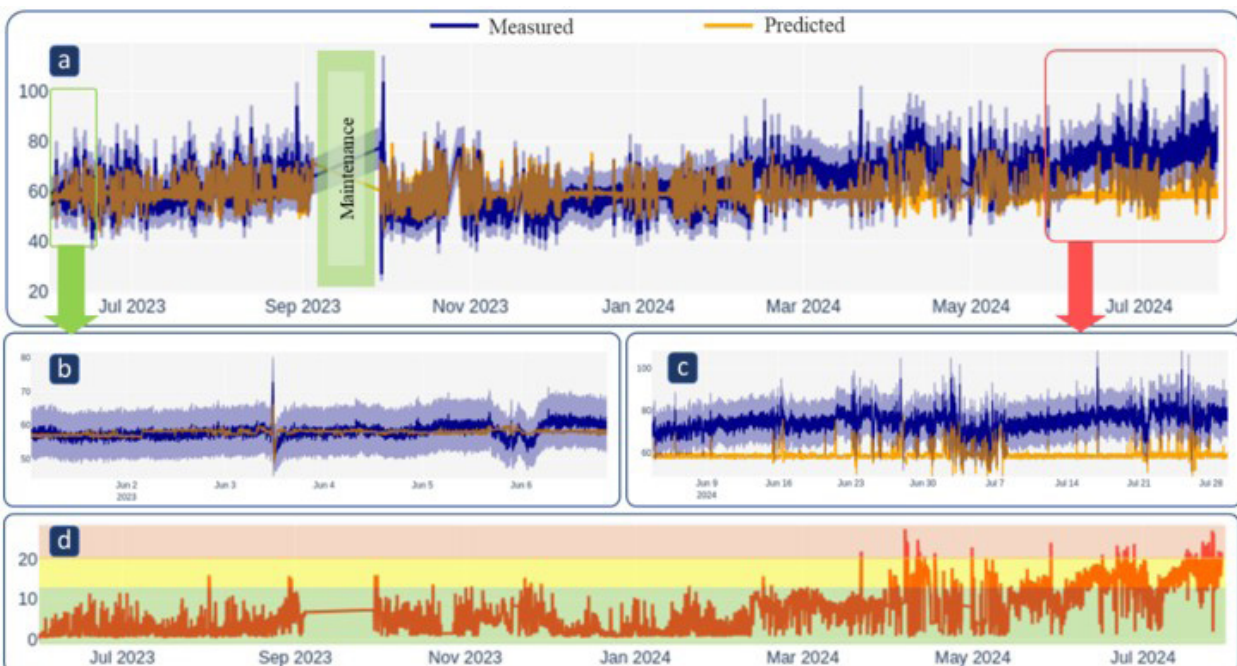 Measured Predicted
a
100
80
60
40
20
Maintenance
Jul 2023 Sep 2023 Nov 2023 Jan 2024 Mar 2024 May 2024 Jul 2024
b
80
70
60
50
Jun 2 Jun 3 Jun 4 Jun 5 Jun 6
2023
c
100
80
60
Jun 9 Jun 16 Jun 23 Jun 30 Jul 7 Jul 14 Jul 21 Jul 28
2024
d
20
10
0
Jul 2023 Sep 2023 Nov 2023 Jan 2024 Mar 2024 May 2024 Jul 2024